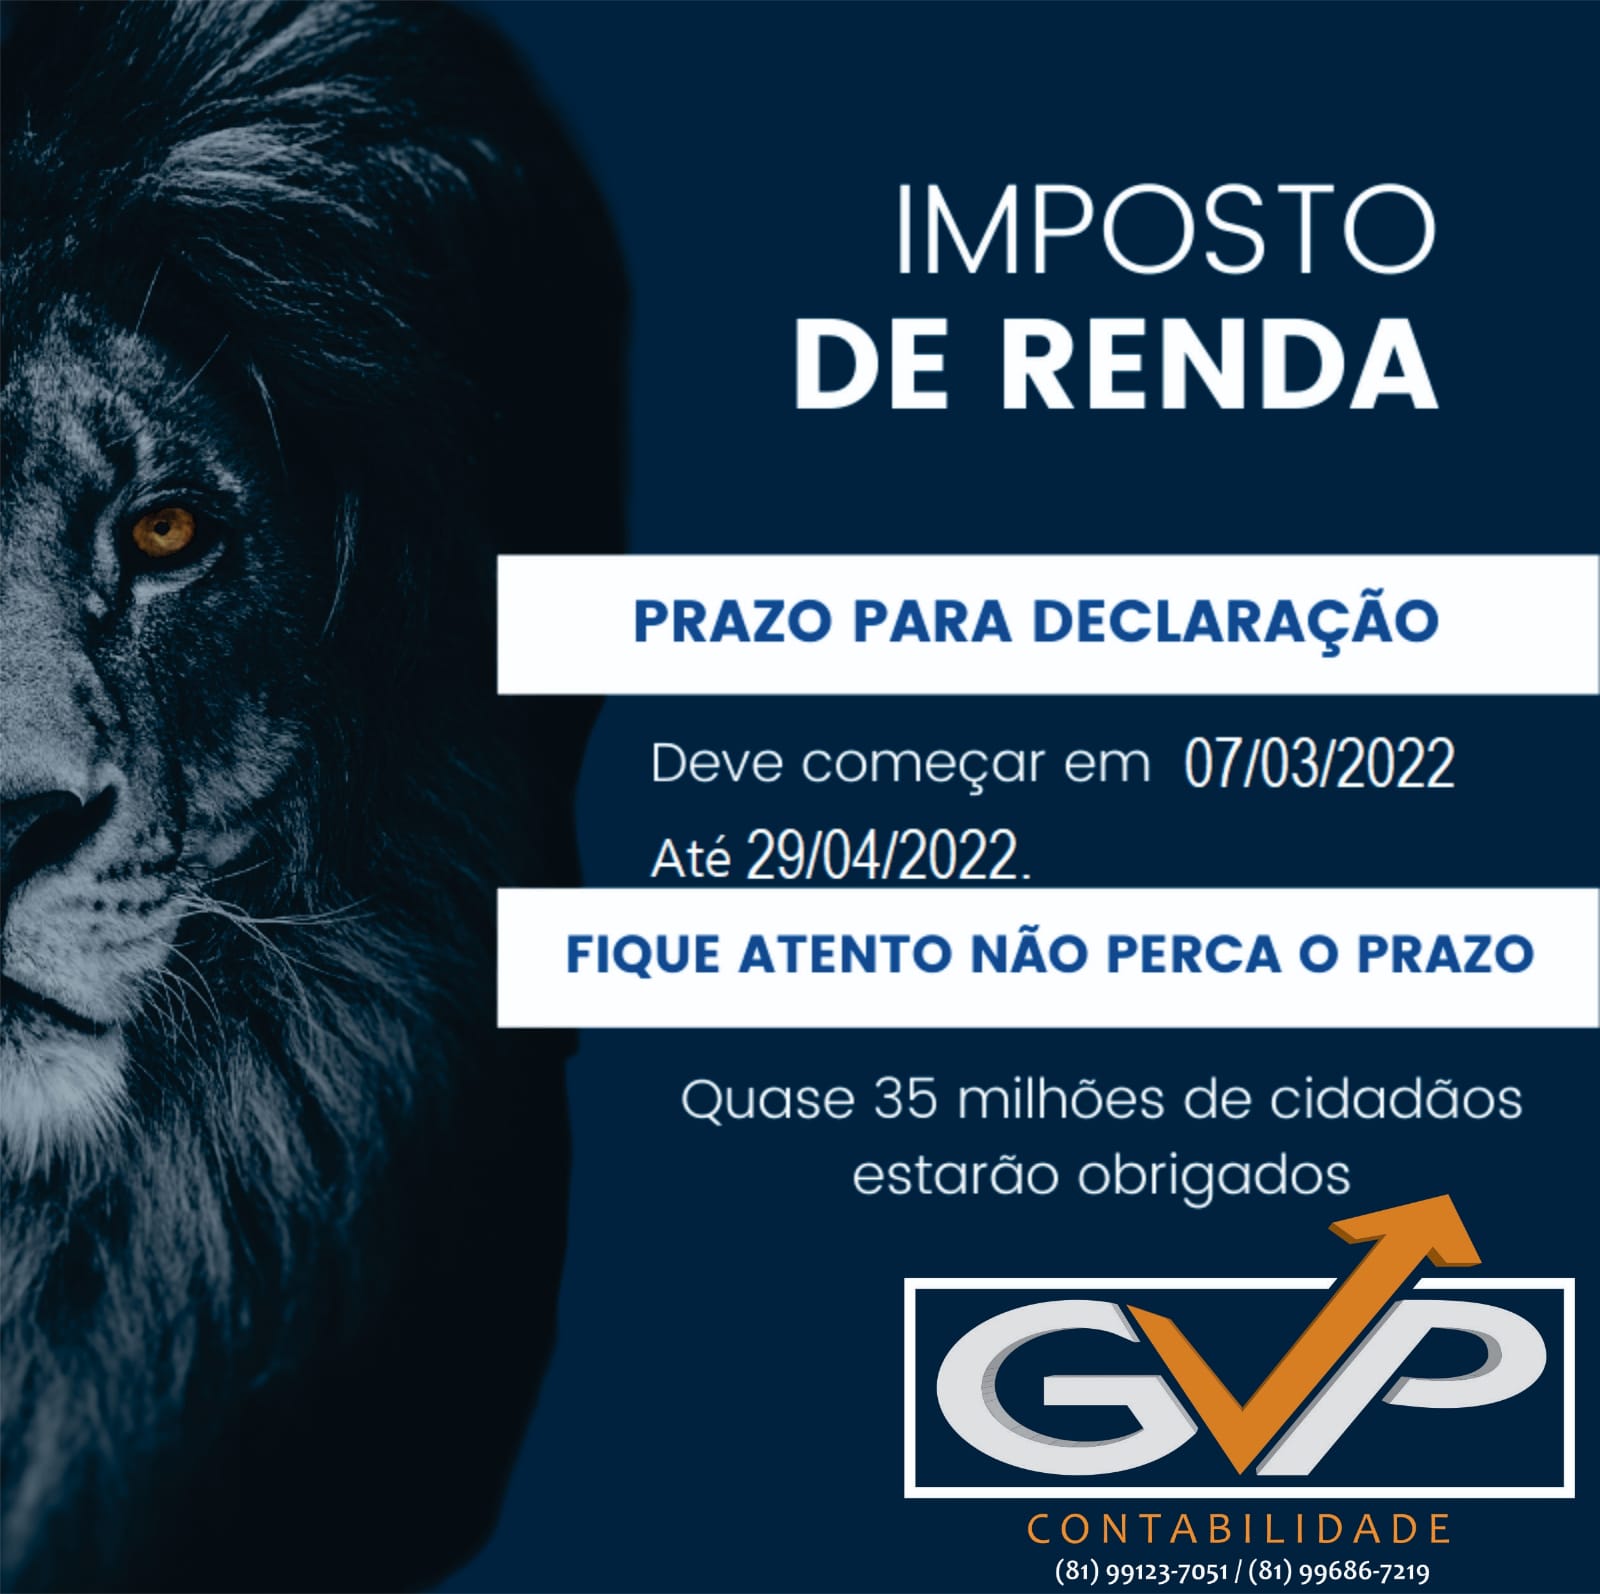 IMPOSTO
DE RENDA
PRAZO PARA DECLARAÇÃO
Deve começar em 07/03/2022
Até 29/04/2022.
FIQUE ATENTO NÃO PERCA O PRAZO
Quase 35 milhões de cidadãos
estarão obrigados
GVP
CONTABILIDADE
(81) 99123-7051 / (81) 99686-7219